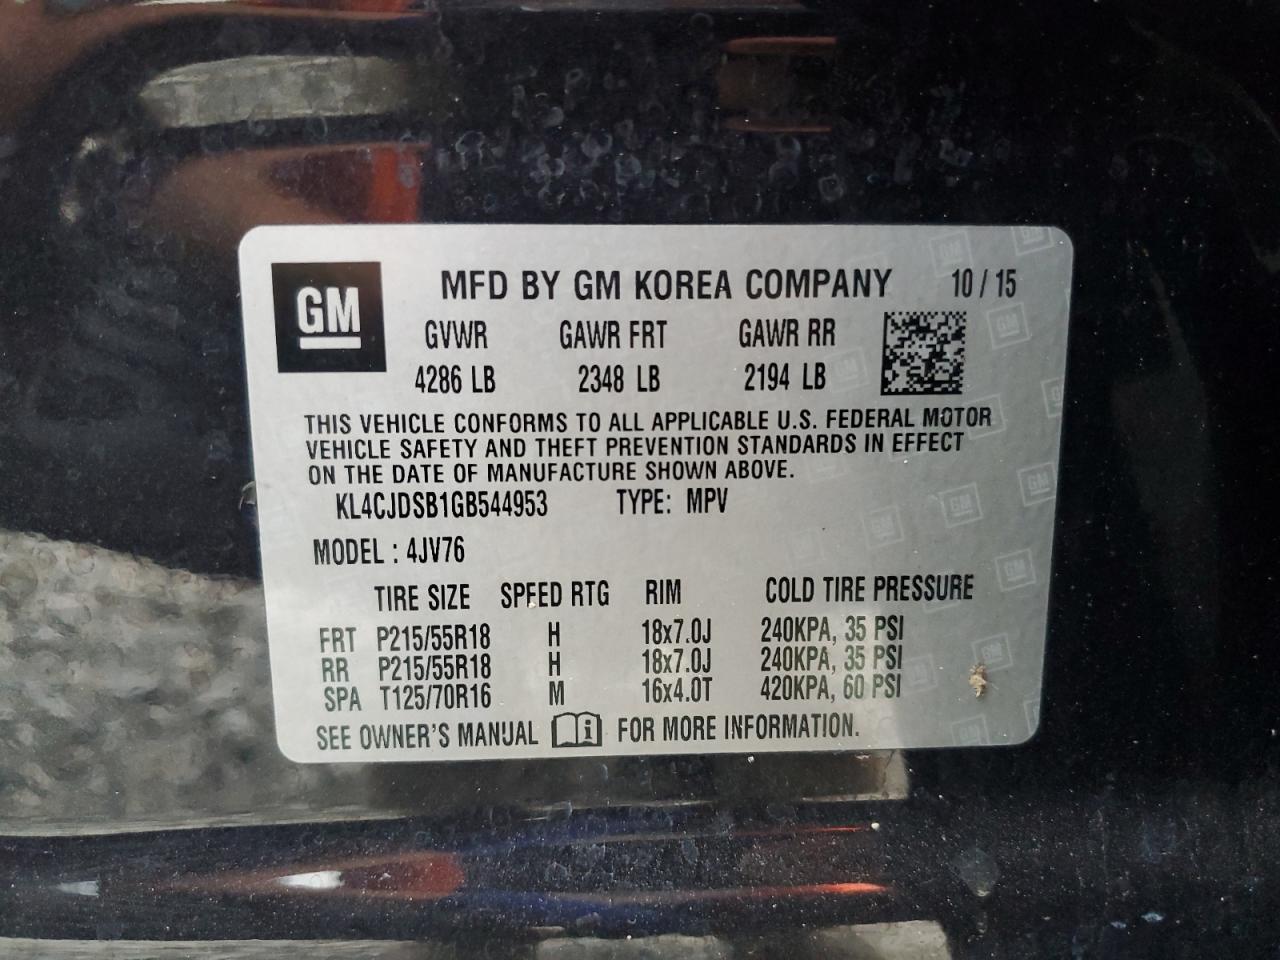 GM
MFD BY GM KOREA COMPANY 10 / 15
GVWR GAWR FRT GAWR RR
4286 LB 2348 LB 2194 LB
THIS VEHICLE CONFORMS TO ALL APPLICABLE U.S. FEDERAL MOTOR
VEHICLE SAFETY AND THEFT PREVENTION STANDARDS IN EFFECT
ON THE DATE OF MANUFACTURE SHOWN ABOVE.
KL4CJDSB1GB544953 TYPE: MPV
MODEL : 4JV76
TIRE SIZE SPEED RTG RIM COLD TIRE PRESSURE
FRT P215/55R18 H 18x7.0J 240KPA, 35 PSI
RR P215/55R18 H 18x7.0J 240KPA, 35 PSI
SPA T125/70R16 M 16x4.0T 420KPA, 60 PSI
SEE OWNER'S MANUAL i FOR MORE INFORMATION.